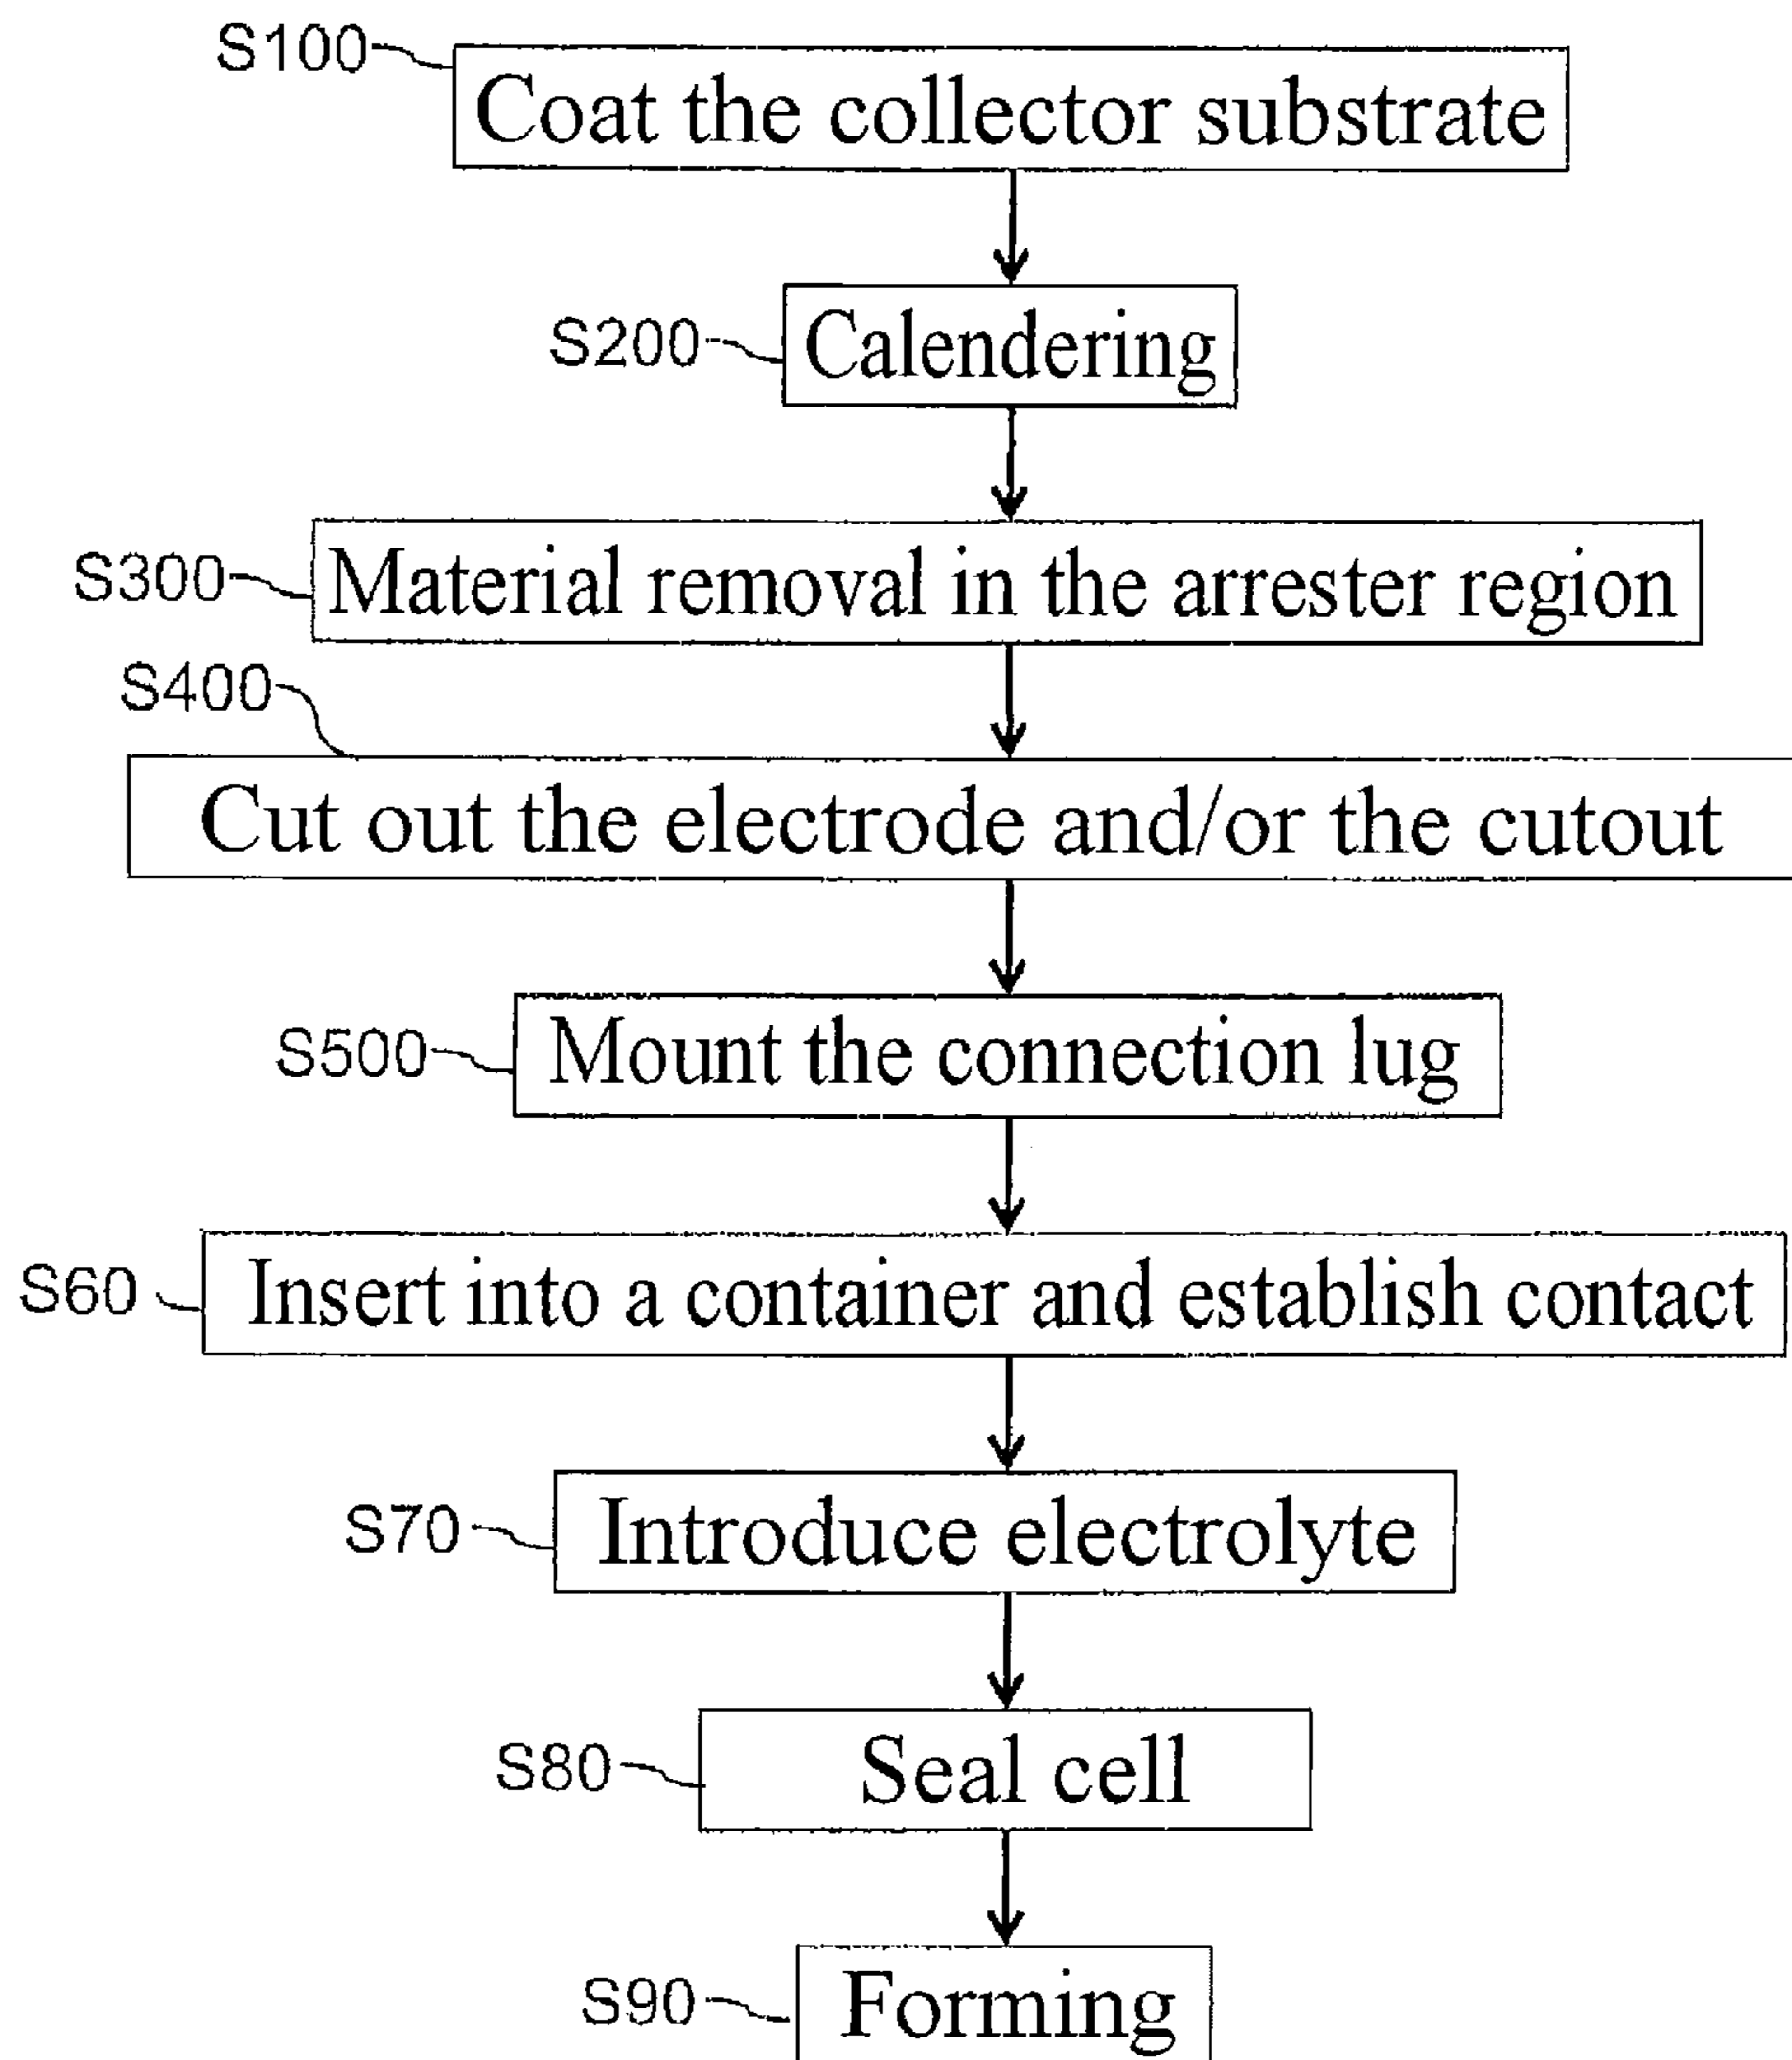 S100
Coat the collector substrate
S200
Calendering
S300
Material removal in the arrester region
S400
Cut out the electrode and/or the cutout
S500
Mount the connection lug
S60
Insert into a container and establish contact
S70
Introduce electrolyte
S80
Seal cell
S90
Forming